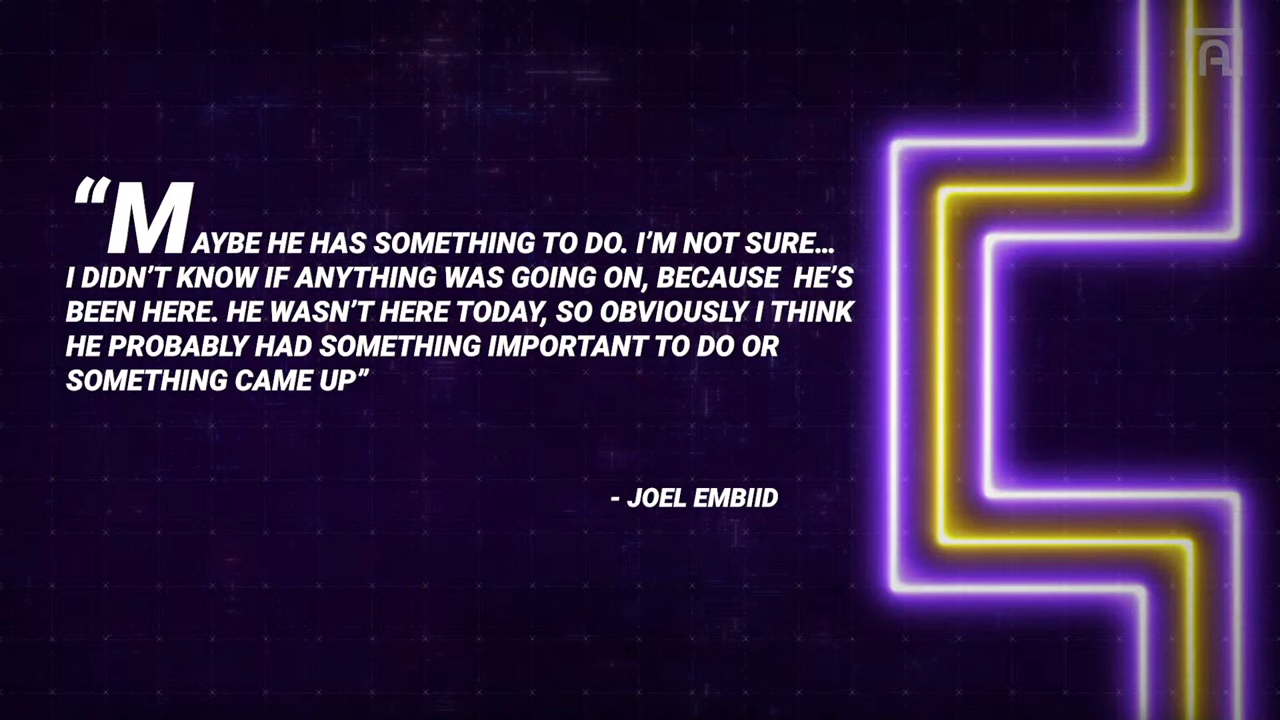 “MAYBE HE HAS SOMETHING TO DO. I’M NOT SURE...
I DIDN’T KNOW IF ANYTHING WAS GOING ON, BECAUSE HE’S
BEEN HERE. HE WASN’T HERE TODAY, SO OBVIOUSLY I THINK
HE PROBABLY HAD SOMETHING IMPORTANT TO DO OR
SOMETHING CAME UP”
- JOEL EMBIID